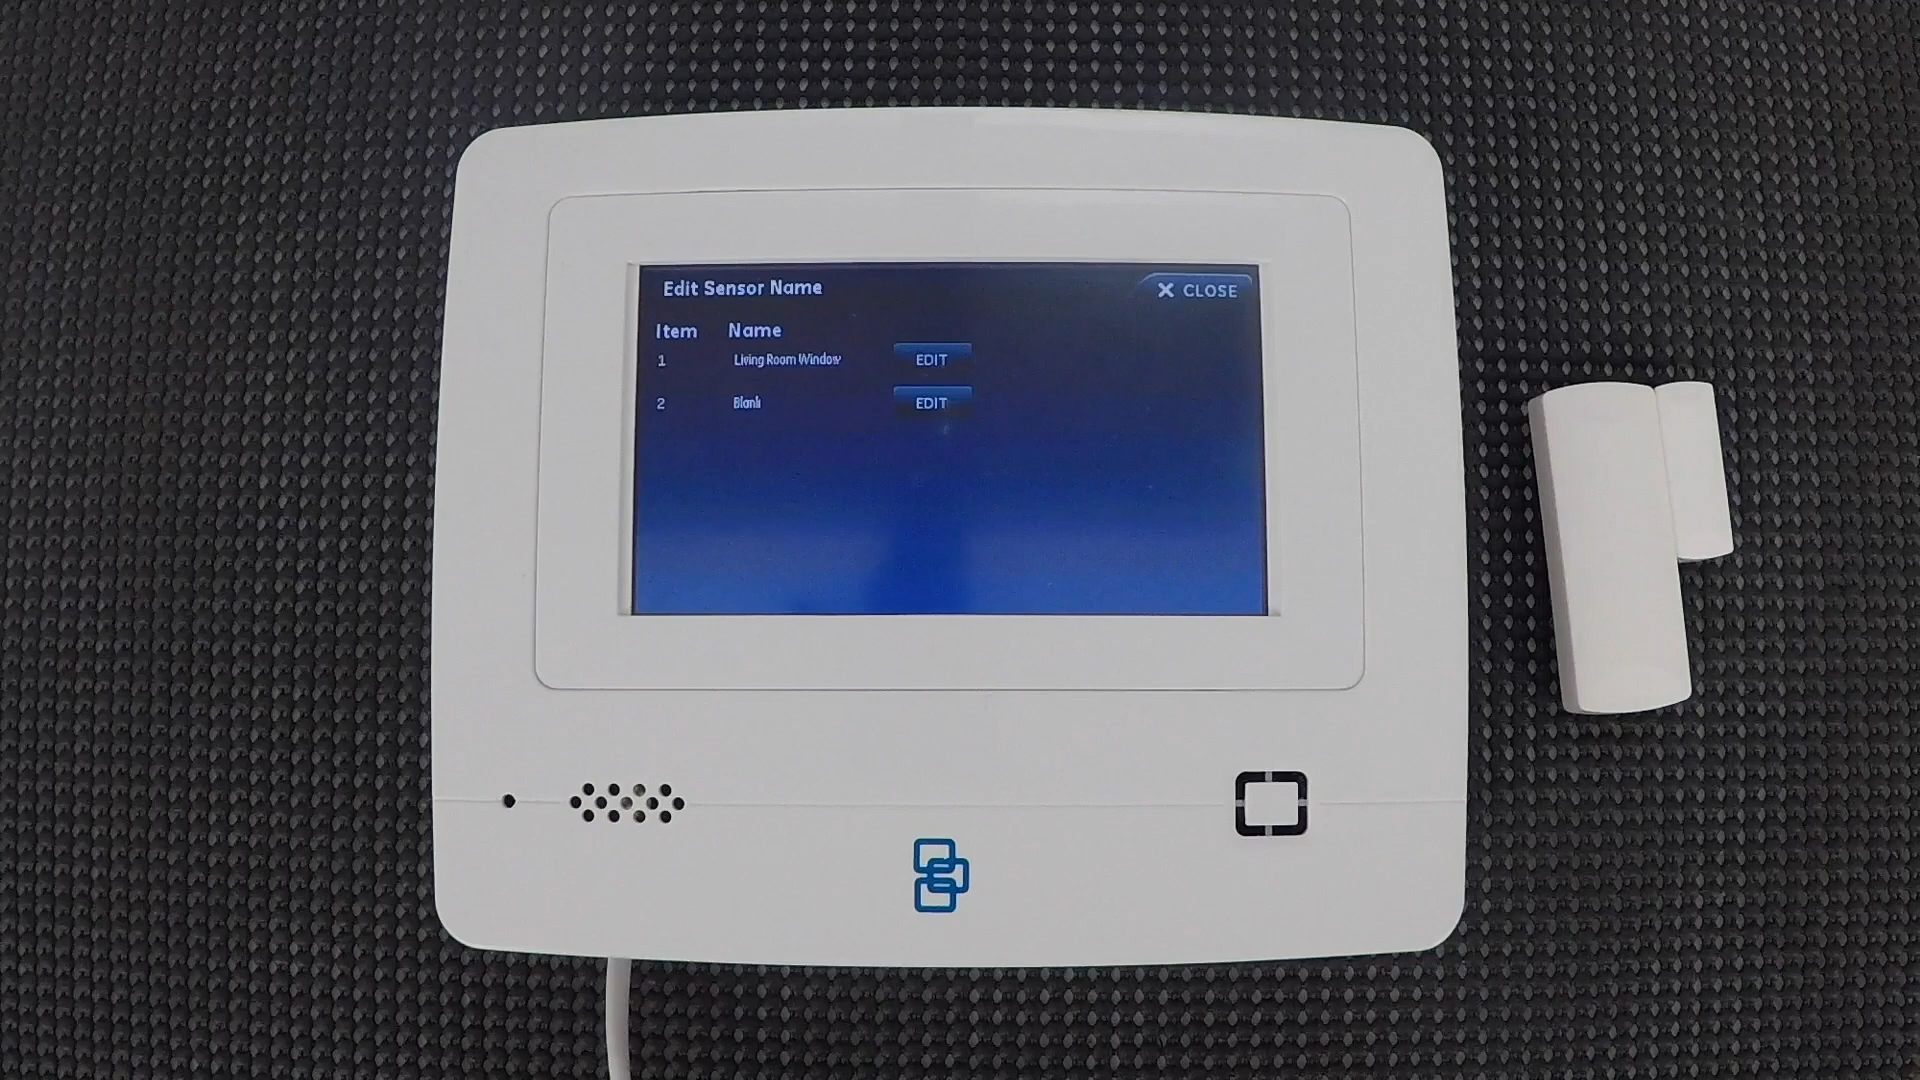 Edit Sensor Name
X CLOSE
Item Name
1 Living Room Window EDIT
2 Blank EDIT